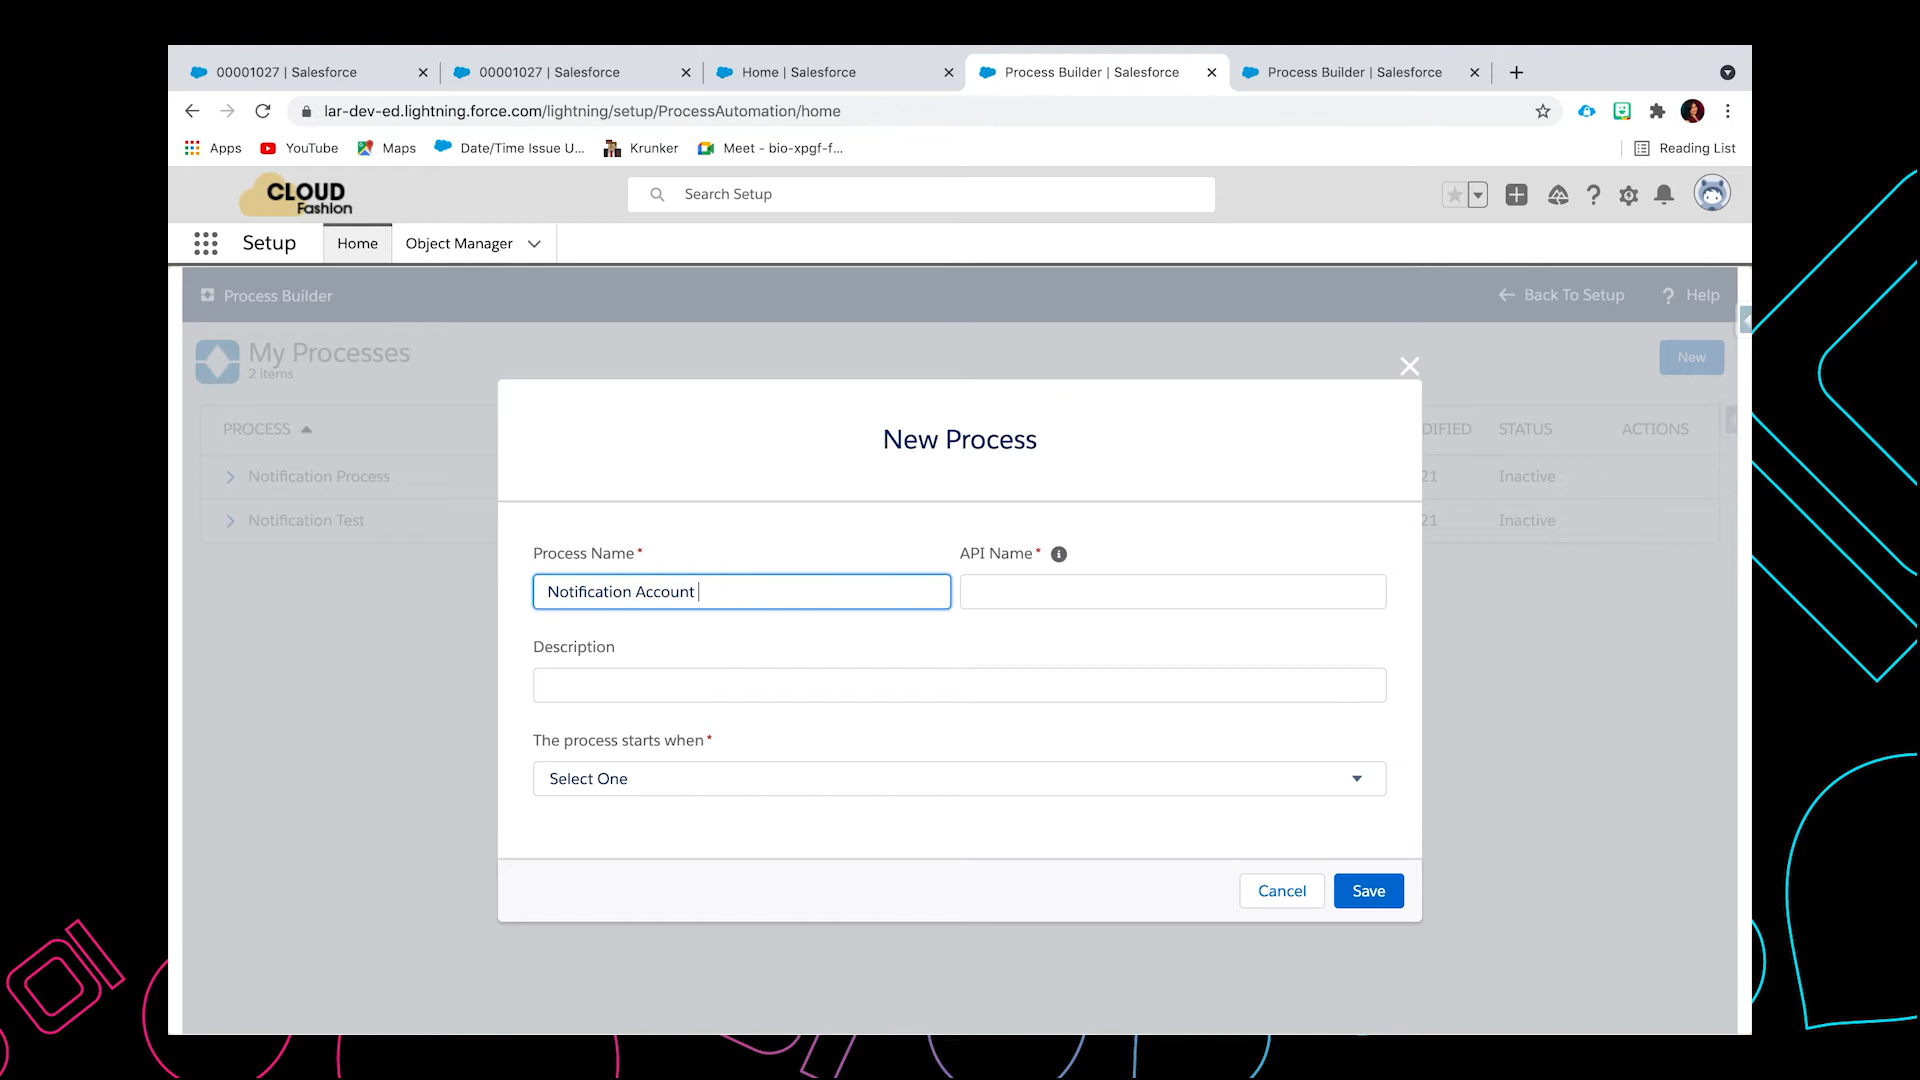 00001027 | Salesforce
00001027 | Salesforce
Home | Salesforce
Process Builder | Salesforce
Process Builder | Salesforce
lar-dev-ed.lightning.force.com/lightning/setup/ProcessAutomation/home
Apps
YouTube
Maps
Date/Time Issue U...
Krunker
Meet - bio-xpgf-f...
Reading List
CLOUD
Fashion
Search Setup
Setup
Home
Object Manager
Process Builder
Back To Setup
? Help
My Processes
2 items
New
PROCESS
DIFIED
STATUS
ACTIONS
Notification Process
21
Inactive
Notification Test
21
Inactive
New Process
Process Name*
API Name*
Notification Account
Description
The process starts when*
Select One
Cancel
Save